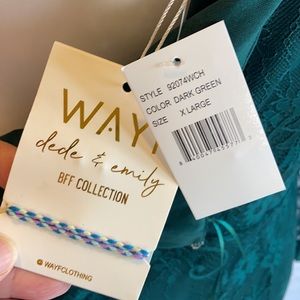 WAYF
dede & emily
BFF COLLECTION
WAYFCLOTHING
STYLE 92074WCH
COLOR DARK GREEN
SIZE X LARGE